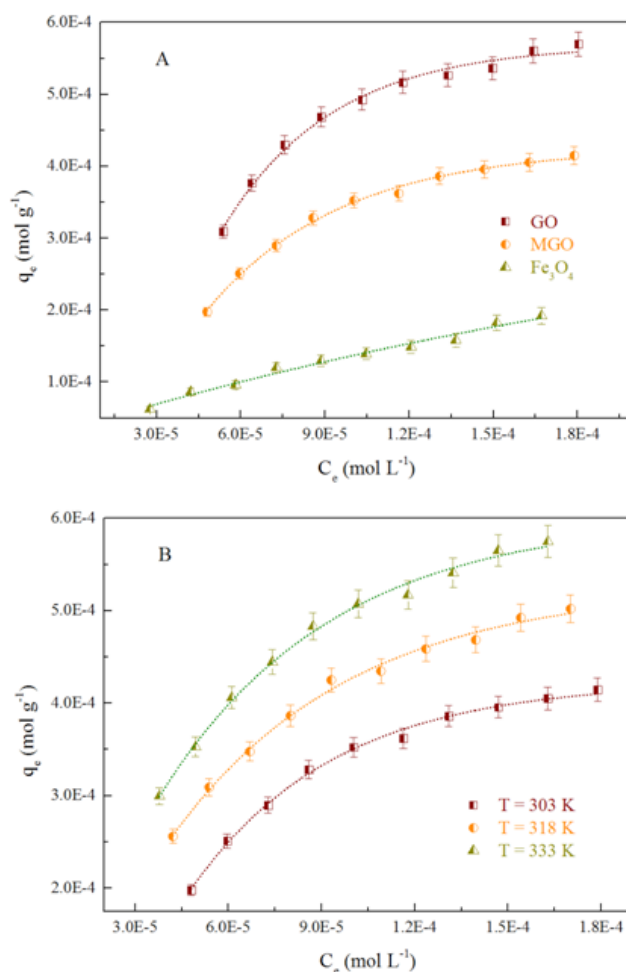 6.0E-4
A
5.0E-4
4.0E-4
3.0E-4
2.0E-4
1.0E-4
qₑ (mol g⁻¹)
GO
MGO
Fe₃O₄
3.0E-5 6.0E-5 9.0E-5 1.2E-4 1.5E-4 1.8E-4
Cₑ (mol L⁻¹)
6.0E-4
B
5.0E-4
4.0E-4
3.0E-4
2.0E-4
qₑ (mol g⁻¹)
T = 303 K
T = 318 K
T = 333 K
3.0E-5 6.0E-5 9.0E-5 1.2E-4 1.5E-4 1.8E-4
Cₑ (mol L⁻¹)